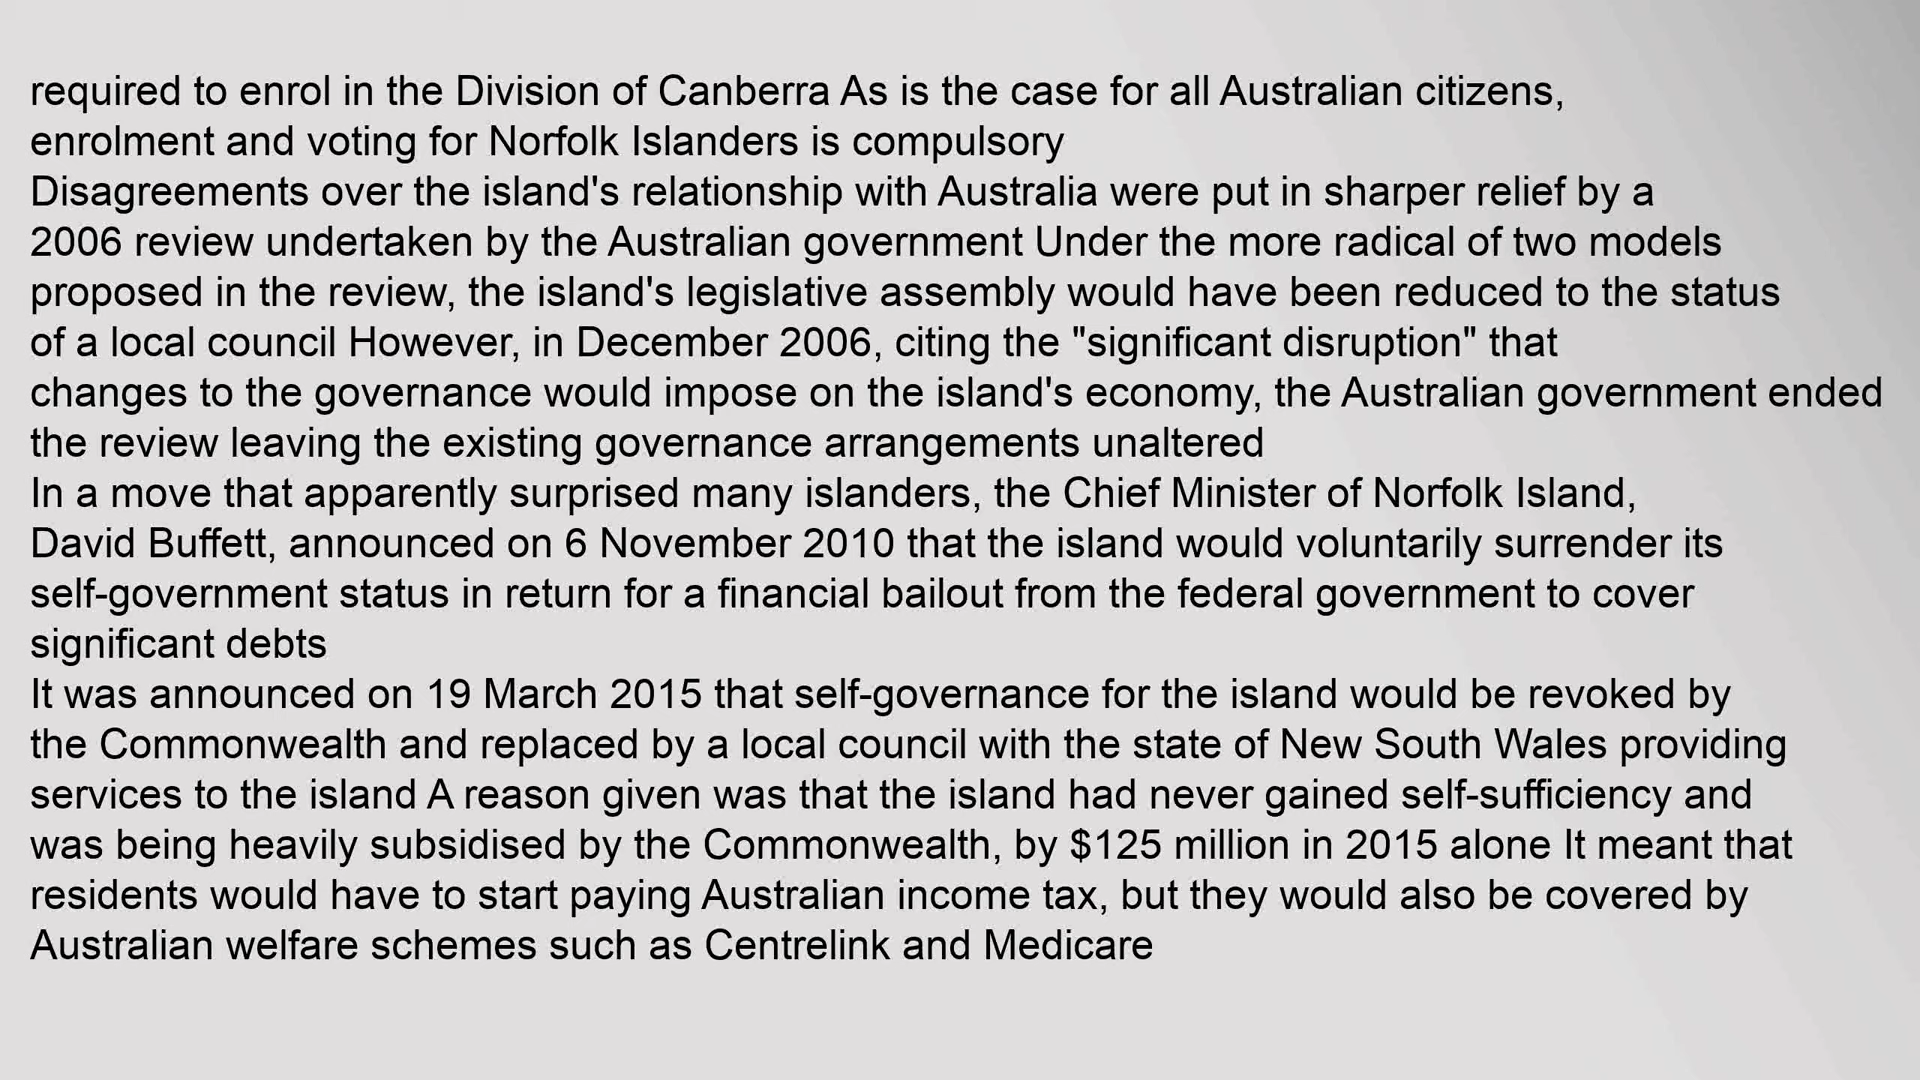 required to enrol in the Division of Canberra As is the case for all Australian citizens,
enrolment and voting for Norfolk Islanders is compulsory
Disagreements over the island's relationship with Australia were put in sharper relief by a
2006 review undertaken by the Australian government Under the more radical of two models
proposed in the review, the island's legislative assembly would have been reduced to the status
of a local council However, in December 2006, citing the "significant disruption" that
changes to the governance would impose on the island's economy, the Australian government ended
the review leaving the existing governance arrangements unaltered
In a move that apparently surprised many islanders, the Chief Minister of Norfolk Island,
David Buffett, announced on 6 November 2010 that the island would voluntarily surrender its
self-government status in return for a financial bailout from the federal government to cover
significant debts
It was announced on 19 March 2015 that self-governance for the island would be revoked by
the Commonwealth and replaced by a local council with the state of New South Wales providing
services to the island A reason given was that the island had never gained self-sufficiency and
was being heavily subsidised by the Commonwealth, by $125 million in 2015 alone It meant that
residents would have to start paying Australian income tax, but they would also be covered by
Australian welfare schemes such as Centrelink and Medicare